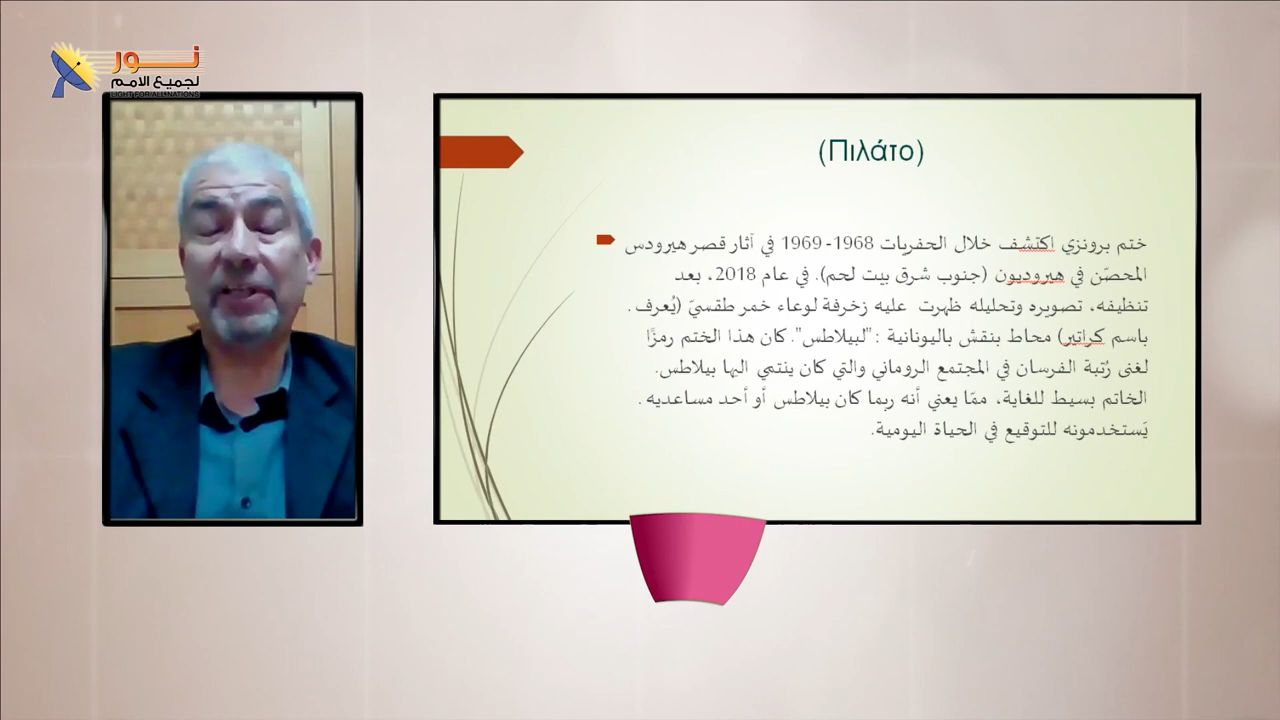 نور
لجميع الامم
LIGHT FOR ALL NATIONS
(Πιλάτο)
ختم برونزي اكتشف خلال الحفريات 1968- 1969 في آثار قصر هيرودس
المحصّن في هيروديون (جنوب شرق بيت لحم). في عام 2018، بعد
تنظيفه، تصويره وتحليله ظهرت عليه زخرفة لوعاء خمر طقسيّ (يُعرف .
باسم كراتير) محاط بنقش باليونانية : "لبيلاطس". كان هذا الختم رمزًا
لغنى رُتبة الفرسان في المجتمع الروماني والتي كان ينتمي الها بيلاطس.
الخاتم بسيط للغاية، ممّا يعني أنه ربما كان بيلاطس أو أحد مساعديه .
يَستخدمونه للتوقيع في الحياة اليومية.